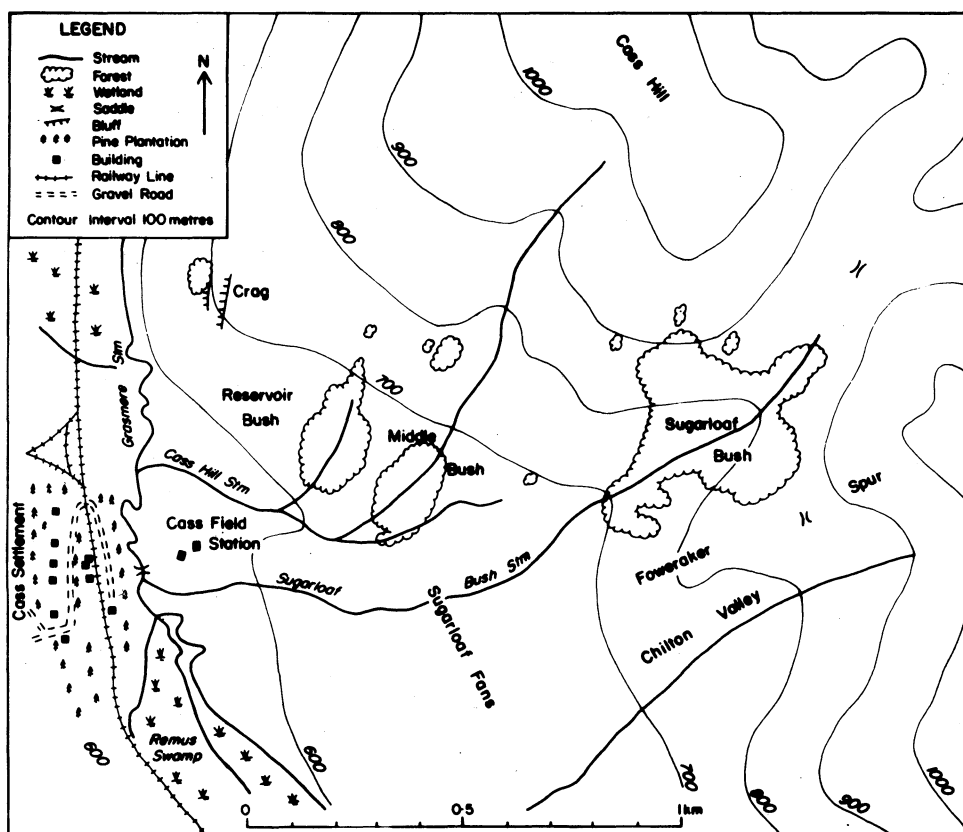 LEGEND
Stream
Forest
Wetland
Saddle
Bluff
Pine Plantation
Building
Railway Line
Gravel Road
Contour Interval 100 metres
N
Cass Hill
1000
900
800
Crag
Grasmere Stm
Reservoir
Bush
700
Middle
Bush
Sugarloaf
Bush
Cass Hill Stm
Spur
Cass Field
Station
Cass Settlement
Sugarloaf
Bush Stm
Foweraker
Chilton Valley
Sugarloaf Fans
Remus
Swamp
600
600
700
800
900
1000
0
0·5
1km